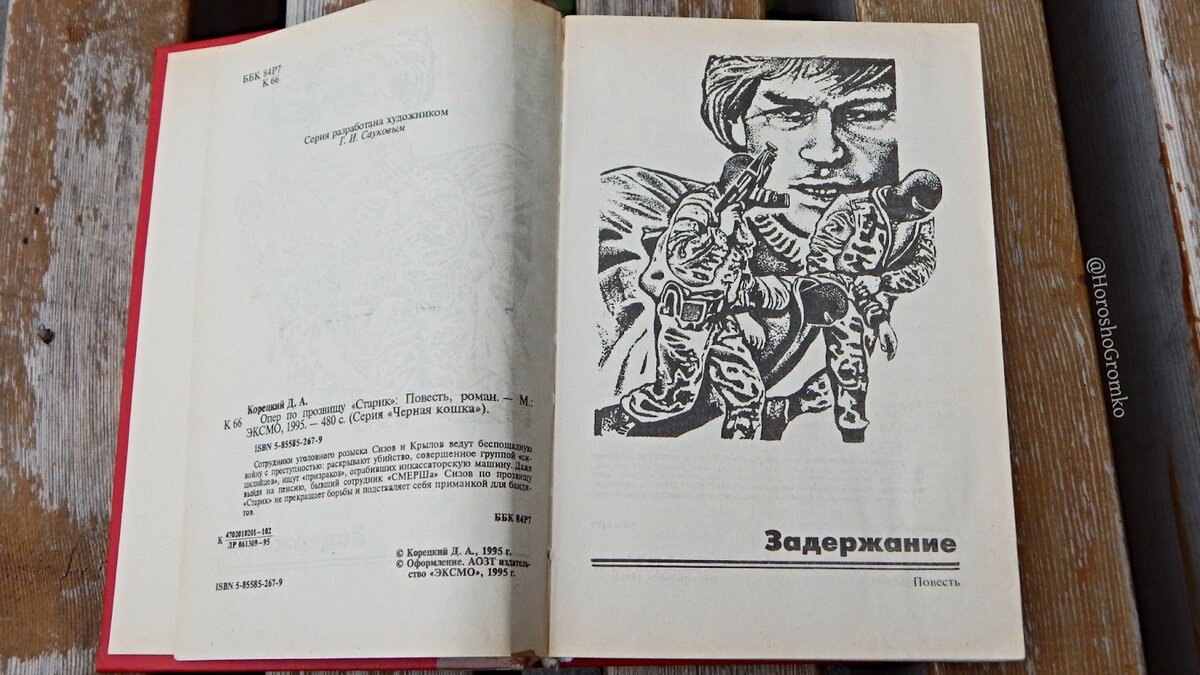 ББК 84Р7
К 66
Серия разработана художником
Г. И. Сауковым
Корецкий Д. А.
К 66 Опер по прозвищу «Старик»: Повесть, роман. — М.:
ЭКСМО, 1995. — 480 с. (Серия «Черная кошка»).
ISBN 5-85585-267-9
Сотрудники уголовного розыска Сизов и Крылов ведут беспощадную
войну с преступностью: раскрывают убийство, совершенное группой «си-
цилийцев», ищут «призраков», ограбивших инкассаторскую машину. Даже
выйдя на пенсию, бывший сотрудник «СМЕРШа» Сизов по прозвищу
«Старик» не прекращает борьбы и подставляет себя приманкой для банди-
тов.
ББК 84Р7
К 4702010201—102
ЛР 061309—95
© Корецкий Д. А., 1995 г.
© Оформление. АОЗТ издатель-
ство «ЭКСМО», 1995 г.
ISBN 5-85585-267-9
Задержание
Повесть
@HoroshoGromko